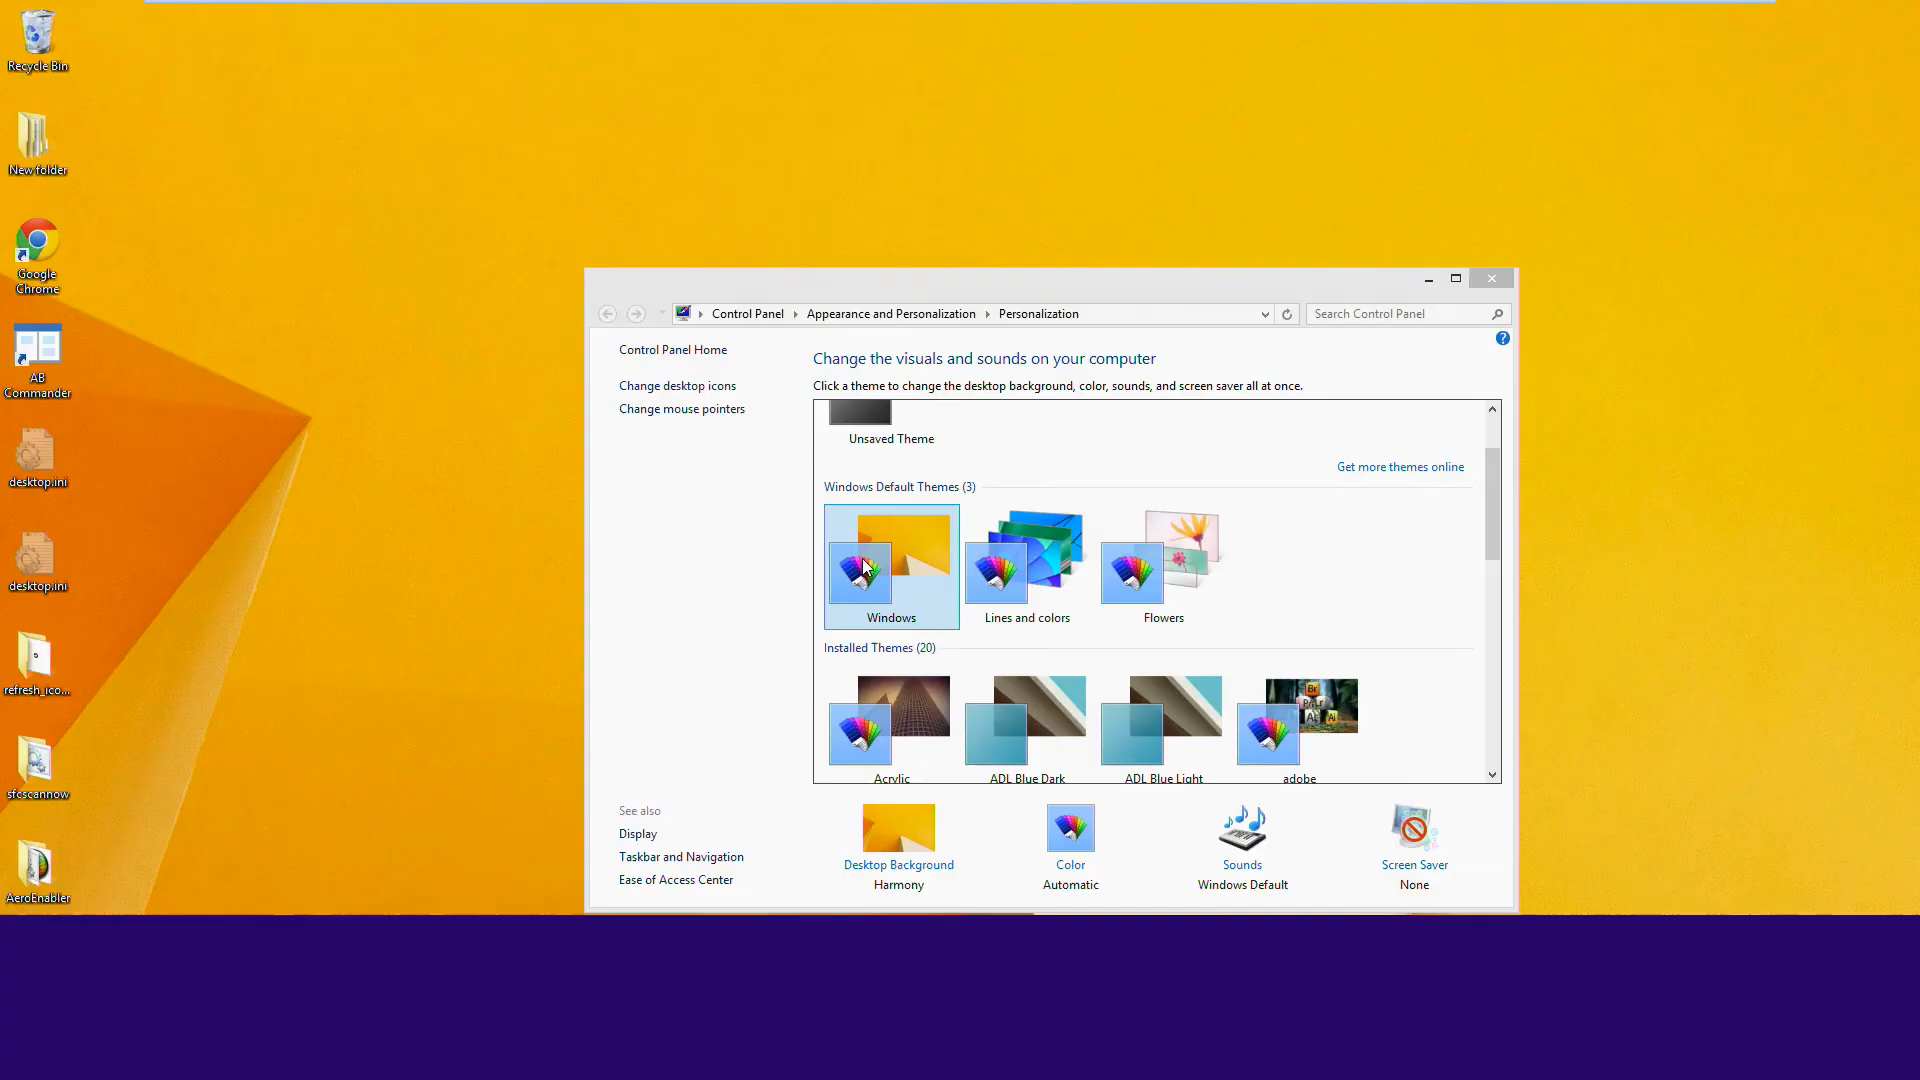 Recycle Bin
New folder
Google
Chrome
AB
Commander
desktop.ini
desktop.ini
refresh_ico...
sfcscannow
AeroEnabler
Control Panel
Appearance and Personalization
Personalization
Search Control Panel
Control Panel Home
Change desktop icons
Change mouse pointers
See also
Display
Taskbar and Navigation
Ease of Access Center
Change the visuals and sounds on your computer
Click a theme to change the desktop background, color, sounds, and screen saver all at once.
Unsaved Theme
Get more themes online
Windows Default Themes (3)
Windows
Lines and colors
Flowers
Installed Themes (20)
Br
Ai
Acrylic
ADL Blue Dark
ADL Blue Light
adobe
Desktop Background
Harmony
Color
Automatic
Sounds
Windows Default
Screen Saver
None